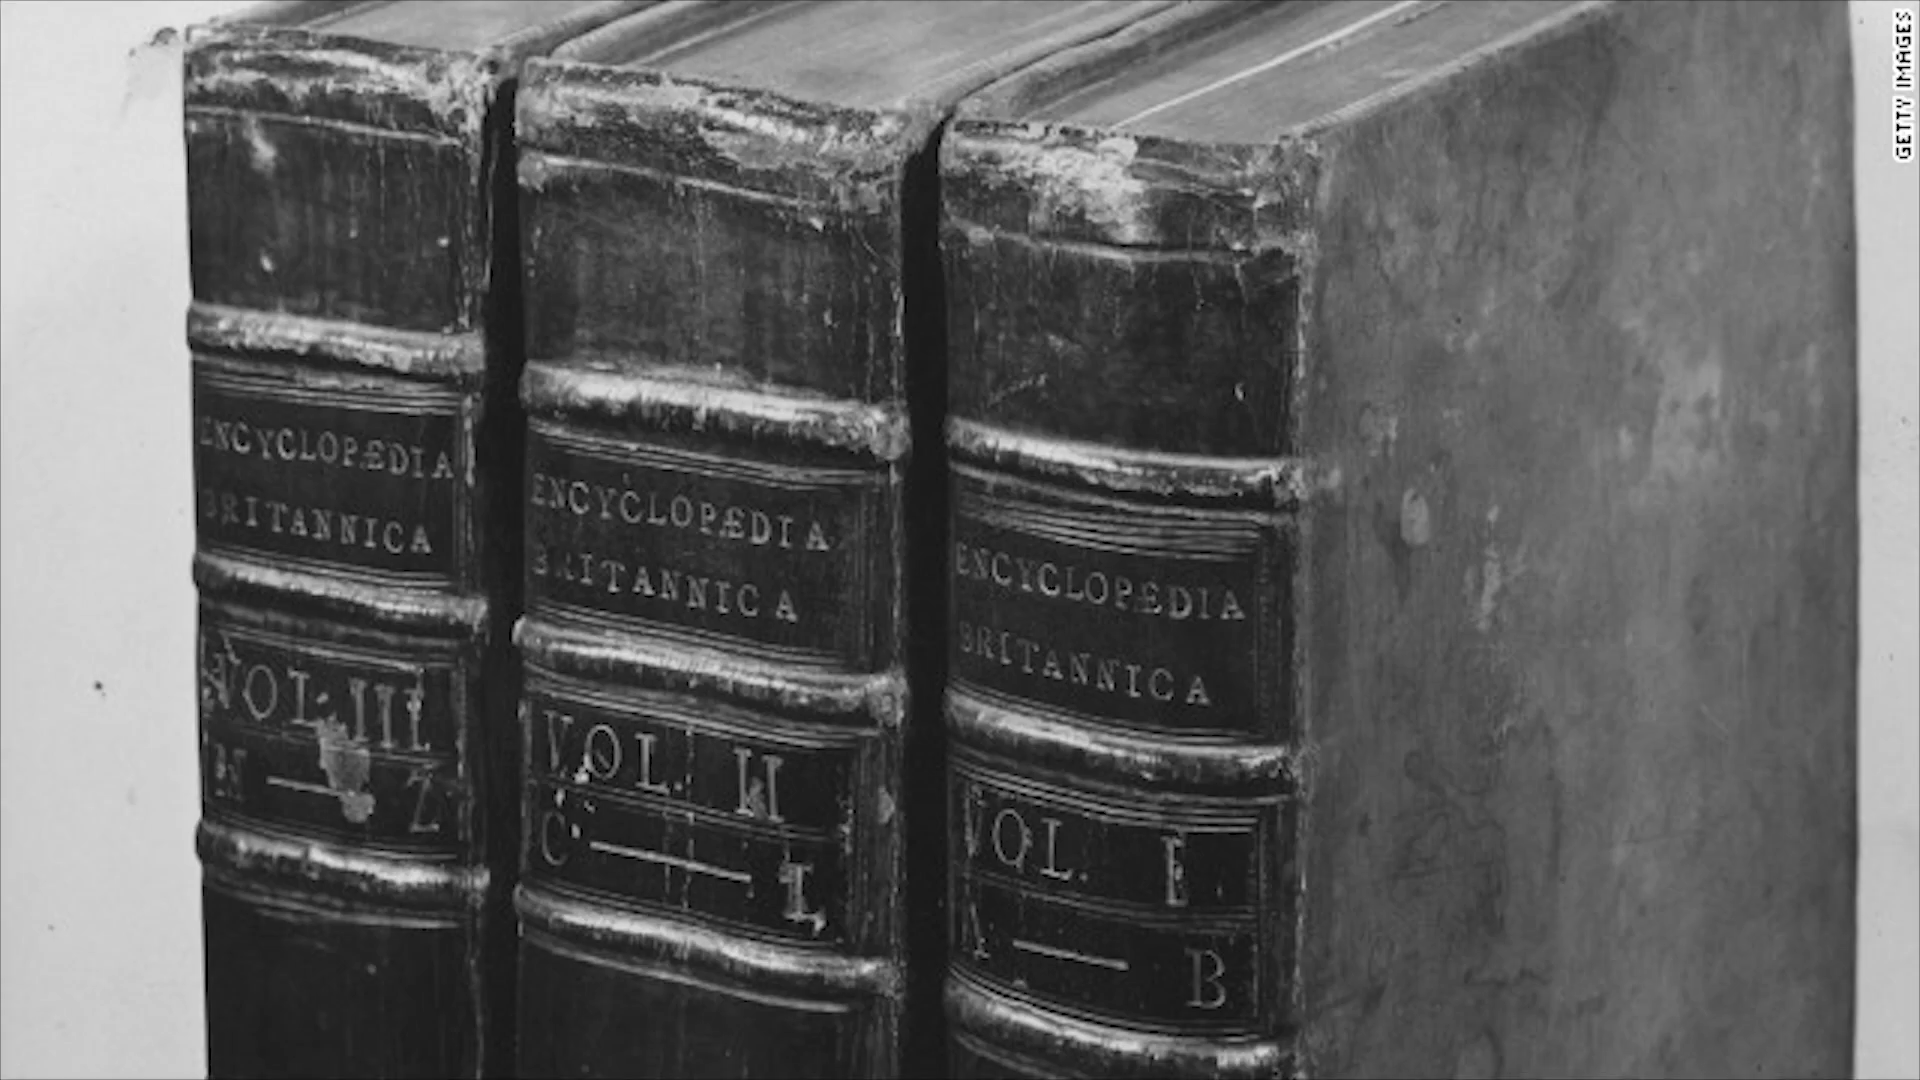 ENCYCLOPÆDIA
BRITANNICA
VOL. III
M — Z
ENCYCLOPÆDIA
BRITANNICA
VOL. II
C — L
ENCYCLOPÆDIA
BRITANNICA
VOL. I
A — B
GETTY IMAGES